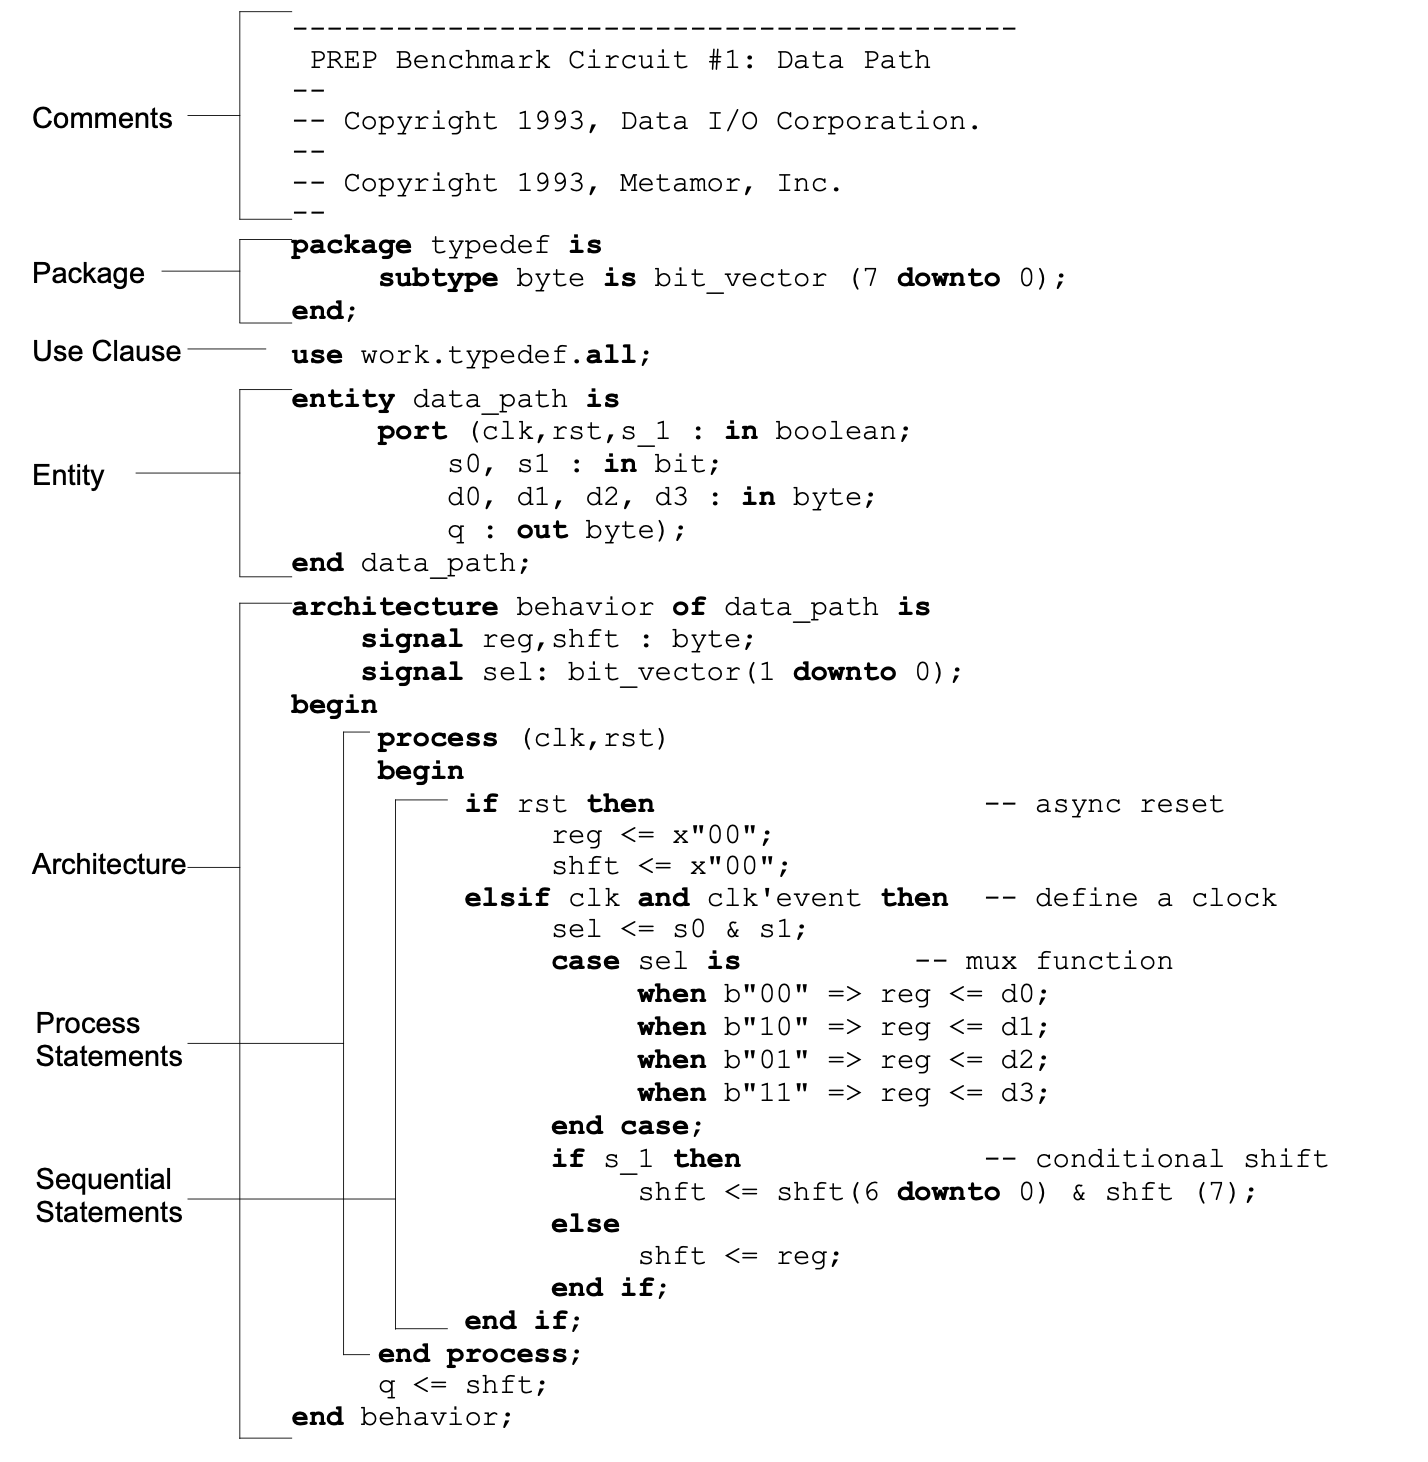 ------------------------------------------
PREP Benchmark Circuit #1: Data Path
--
Comments
-- Copyright 1993, Data I/O Corporation.
--
-- Copyright 1993, Metamor, Inc.
--
package typedef is
Package
subtype byte is bit_vector (7 downto 0);
end;
Use Clause
use work.typedef.all;
entity data_path is
port (clk,rst,s_1 : in boolean;
s0, s1 : in bit;
Entity
d0, d1, d2, d3 : in byte;
q : out byte);
end data_path;
architecture behavior of data_path is
signal reg,shft : byte;
signal sel: bit_vector(1 downto 0);
begin
process (clk,rst)
begin
if rst then -- async reset
reg <= x"00";
Architecture
shft <= x"00";
elsif clk and clk'event then -- define a clock
sel <= s0 & s1;
case sel is -- mux function
when b"00" => reg <= d0;
Process
Statements
when b"10" => reg <= d1;
when b"01" => reg <= d2;
when b"11" => reg <= d3;
end case;
if s_1 then -- conditional shift
Sequential
Statements
shft <= shft(6 downto 0) & shft (7);
else
shft <= reg;
end if;
end if;
end process;
q <= shft;
end behavior;